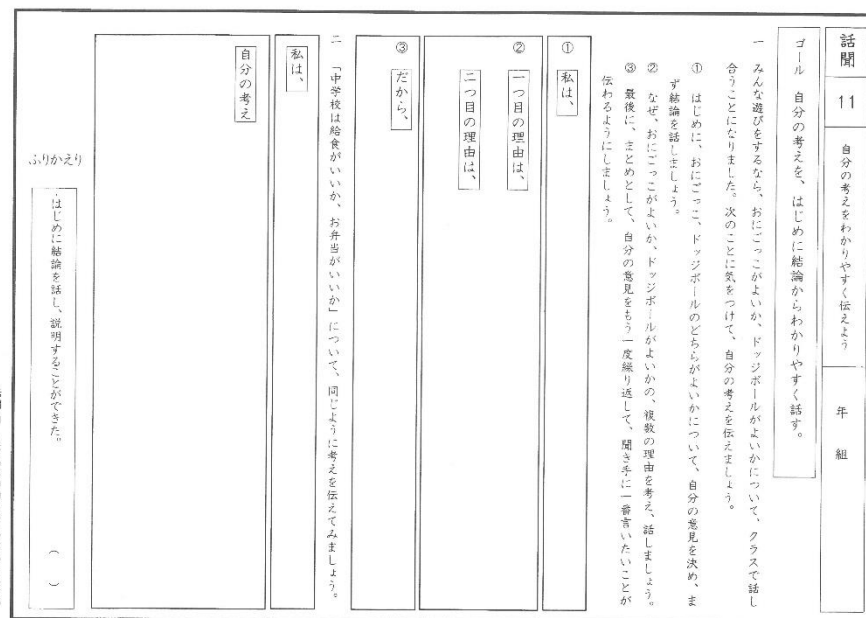 話聞
11
自分の考えをわかりやすく伝えよう
年　組
ゴール　自分の考えを、はじめに結論からわかりやすく話す。
一　みんな遊びをするなら、おにごっこがよいか、ドッジボールがよいかについて、クラスで話し
合うことになりました。次のことに気をつけて、自分の考えを伝えましょう。
①　はじめに、おにごっこ、ドッジボールのどちらがよいかについて、自分の意見を決め、ま
ず結論を話しましょう。
②　なぜ、おにごっこがよいか、ドッジボールがよいかの、複数の理由を考え、話しましょう。
③　最後に、まとめとして、自分の意見をもう一度繰り返して、聞き手に一番言いたいことが
伝わるようにしましょう。
①　私は、
②　一つ目の理由は、
二つ目の理由は、
③　だから、
二　「中学校は給食がいいか、お弁当がいいか」について、同じように考えを伝えてみましょう。
私は、
自分の考え
ふりかえり
・はじめに結論を話し、説明することができた。　（　）